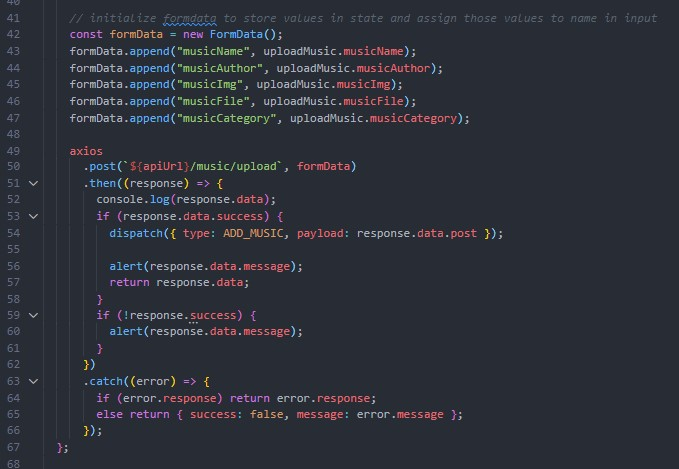 40
41 // initialize formdata to store values in state and assign those values to name in input
42 const formData = new FormData();
43 formData.append("musicName", uploadMusic.musicName);
44 formData.append("musicAuthor", uploadMusic.musicAuthor);
45 formData.append("musicImg", uploadMusic.musicImg);
46 formData.append("musicFile", uploadMusic.musicFile);
47 formData.append("musicCategory", uploadMusic.musicCategory);
48
49 axios
50 .post(`${apiUrl}/music/upload`, formData)
51 .then((response) => {
52 console.log(response.data);
53 if (response.data.success) {
54 dispatch({ type: ADD_MUSIC, payload: response.data.post });
55
56 alert(response.data.message);
57 return response.data;
58 }
59 if (!response.success) {
60 alert(response.data.message);
61 }
62 })
63 .catch((error) => {
64 if (error.response) return error.response;
65 else return { success: false, message: error.message };
66 });
67 };
68